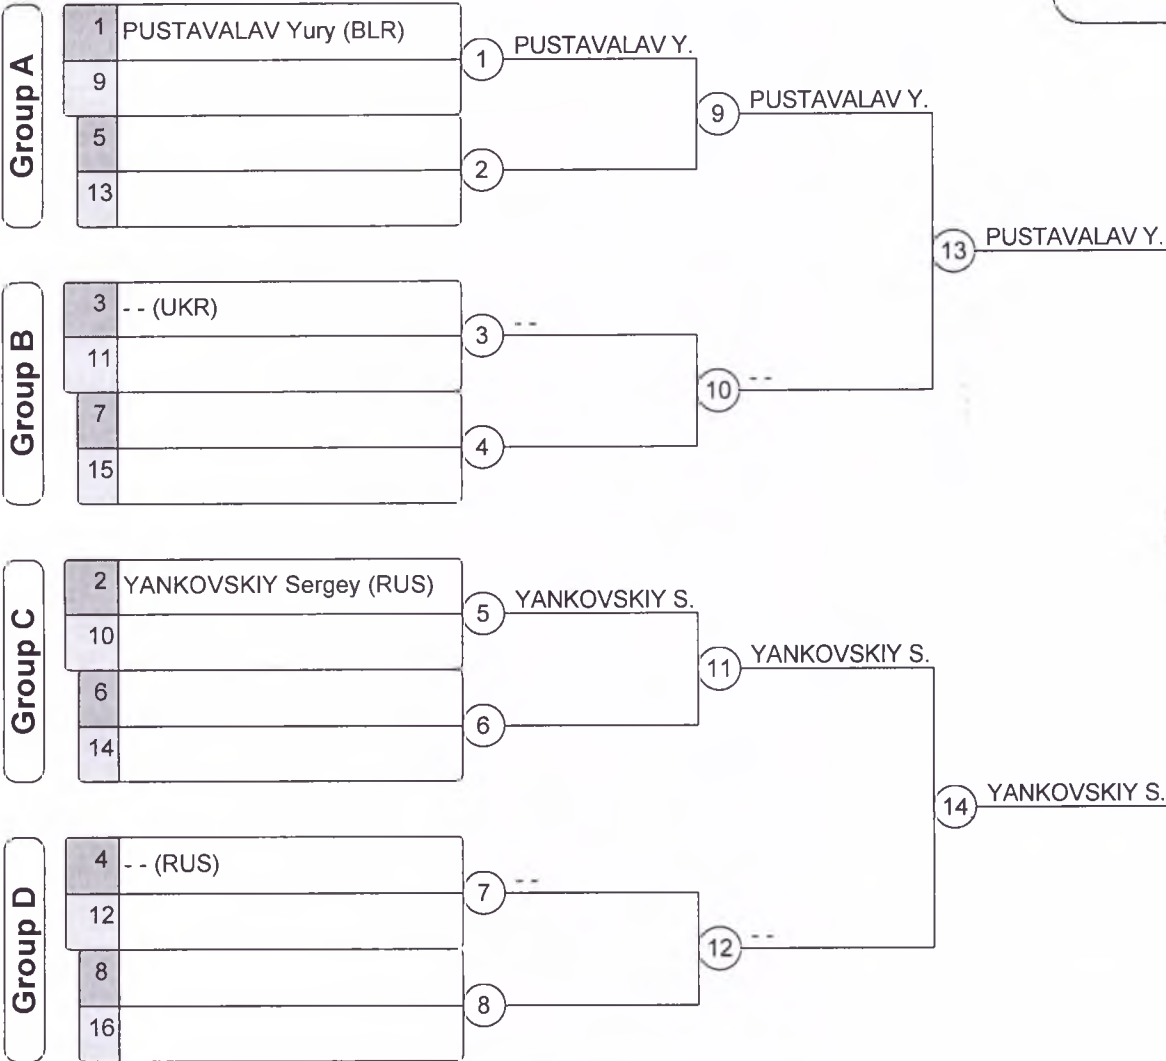 Group A
1 PUSTAVALAV Yury (BLR)
9
5
13
1 PUSTAVALAV Y.
2
9 PUSTAVALAV Y.
13 PUSTAVALAV Y.
Group B
3 - - (UKR)
11
7
15
3 - -
4
10 - -
Group C
2 YANKOVSKIY Sergey (RUS)
10
6
14
5 YANKOVSKIY S.
6
11 YANKOVSKIY S.
14 YANKOVSKIY S.
Group D
4 - - (RUS)
12
8
16
7 - -
8
12 - -